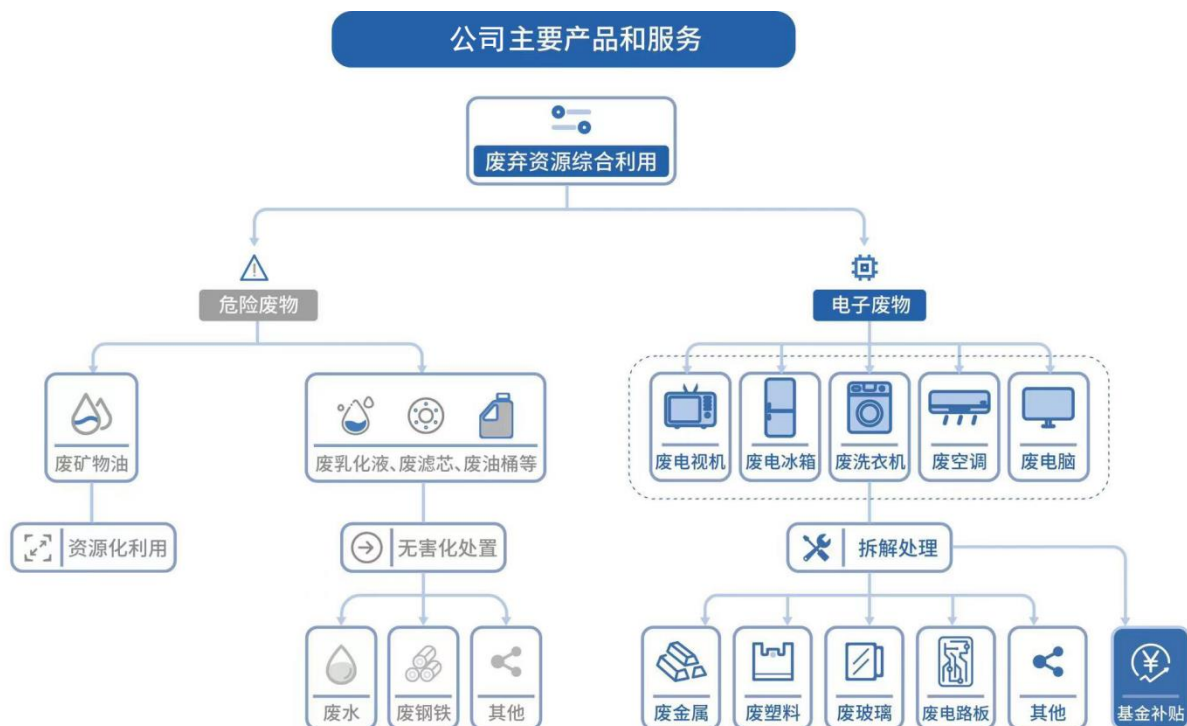 公司主要产品和服务
废弃资源综合利用
危险废物
电子废物
废矿物油
废乳化液、废滤芯、废油桶等
废电视机
废电冰箱
废洗衣机
废空调
废电脑
资源化利用
无害化处置
拆解处理
废水
废钢铁
其他
废金属
废塑料
废玻璃
废电路板
其他
基金补贴